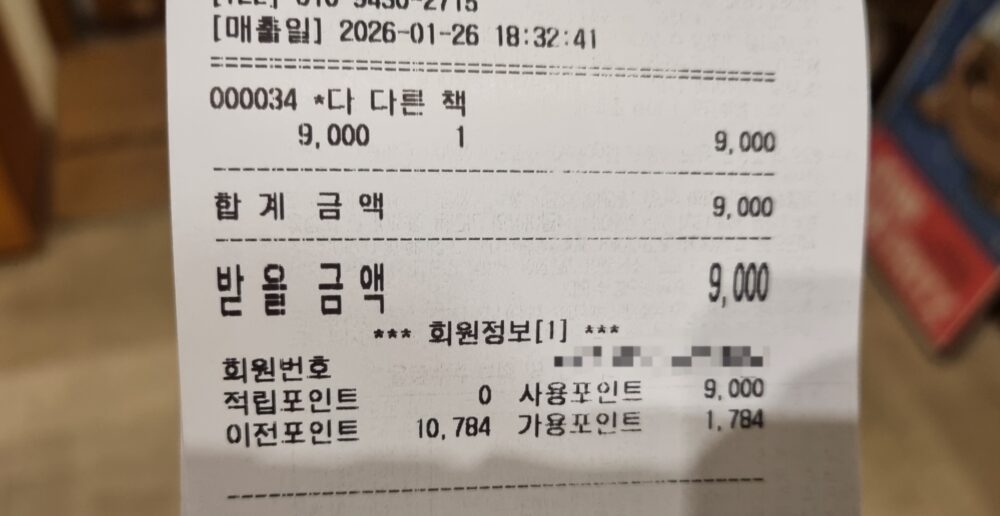 [매출일] 2026-01-26 18:32:41
000034 *다 다른 책
9,000 1 9,000
합 계 금 액 9,000
받 을 금 액 9,000
*** 회원정보[1] ***
회원번호
적립포인트 0 사용포인트 9,000
이전포인트 10,784 가용포인트 1,784